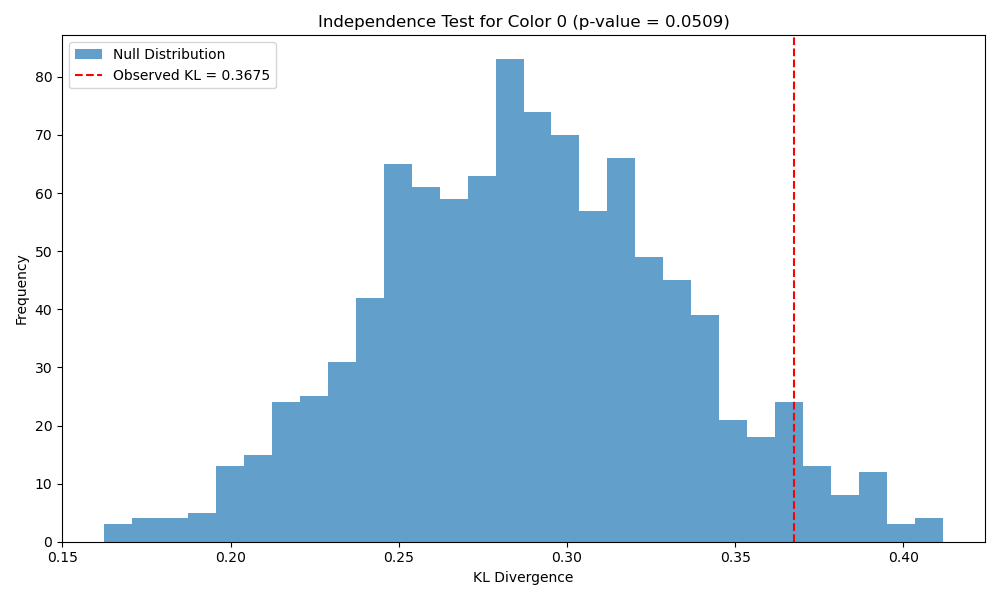 Independence Test for Color 0 (p-value = 0.0509)
Null Distribution
Observed KL = 0.3675
Frequency
80
70
60
50
40
30
20
10
0
0.15 0.20 0.25 0.30 0.35 0.40
KL Divergence